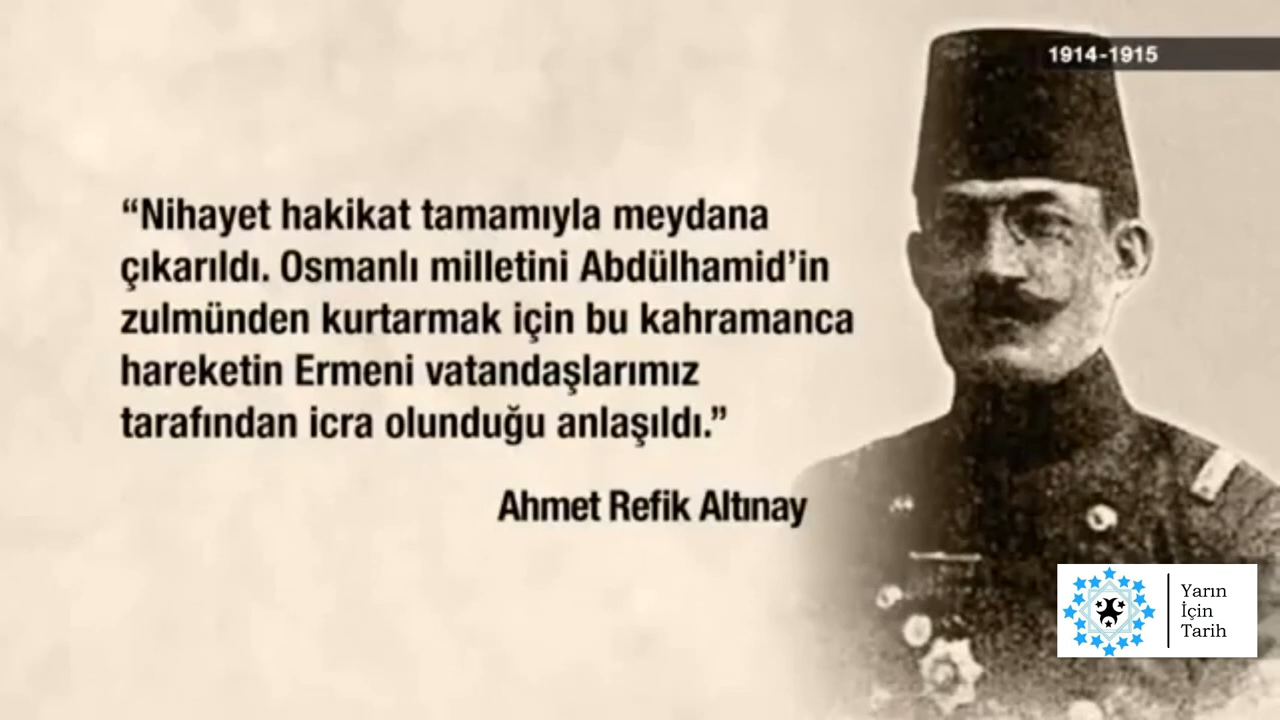 1914-1915
“Nihayet hakikat tamamıyla meydana
çıkarıldı. Osmanlı milletini Abdülhamid’in
zulmünden kurtarmak için bu kahramanca
hareketin Ermeni vatandaşlarımız
tarafından icra olunduğu anlaşıldı.”
Ahmet Refik Altınay
Yarın
İçin
Tarih